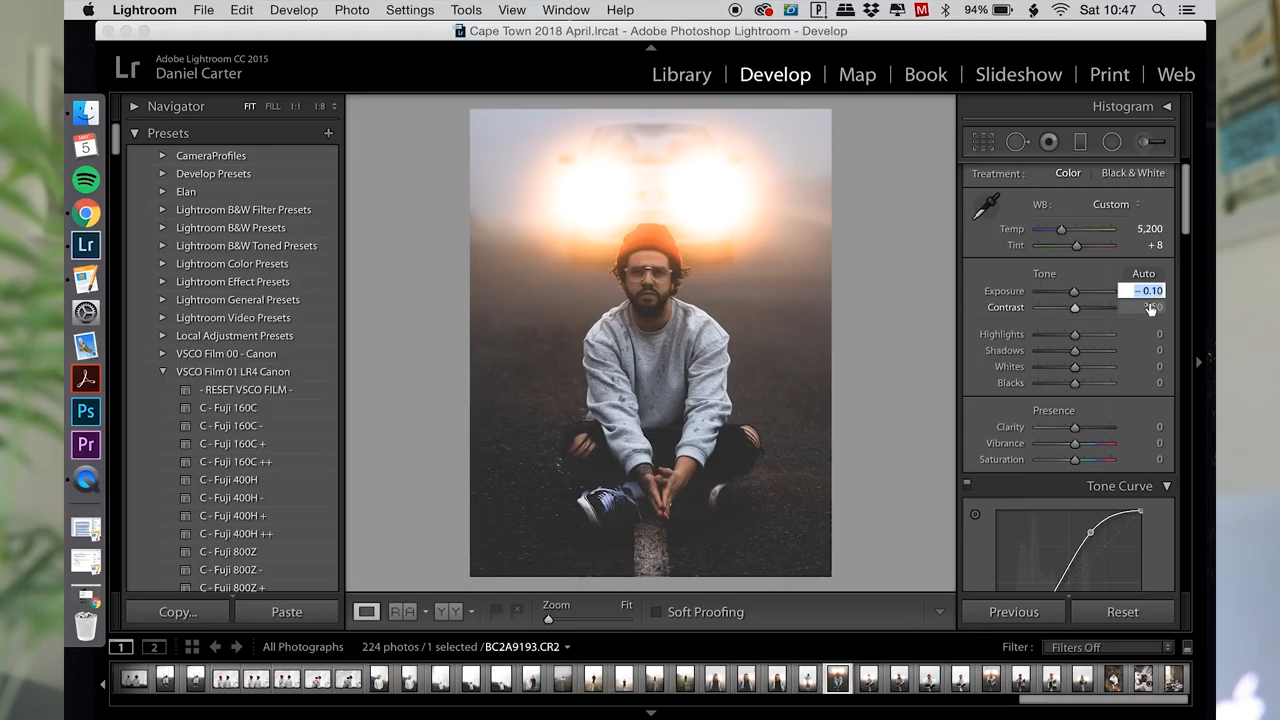 Lightroom File Edit Develop Photo Settings Tools View Window Help 94% Sat 10:47
Cape Town 2018 April.lrcat - Adobe Photoshop Lightroom - Develop
Lr Adobe Lightroom CC 2015
Daniel Carter
Library | Develop | Map | Book | Slideshow | Print | Web
Navigator FIT FILL 1:1 1:8
Histogram
Presets +
CameraProfiles
Develop Presets
Elan
Lightroom B&W Filter Presets
Lightroom B&W Presets
Lightroom B&W Toned Presets
Lightroom Color Presets
Lightroom Effect Presets
Lightroom General Presets
Lightroom Video Presets
Local Adjustment Presets
VSCO Film 00 - Canon
VSCO Film 01 LR4 Canon
- RESET VSCO FILM -
C - Fuji 160C
C - Fuji 160C -
C - Fuji 160C +
C - Fuji 160C ++
C - Fuji 400H
C - Fuji 400H -
C - Fuji 400H +
C - Fuji 400H ++
C - Fuji 800Z
C - Fuji 800Z -
C - Fuji 800Z +
MAY
5
Lr
Ps
Pr
Treatment : Color Black & White
WB : Custom
Temp 5,200
Tint + 8
Tone Auto
Exposure – 0.10
Contrast
Highlights 0
Shadows 0
Whites 0
Blacks 0
Presence
Clarity 0
Vibrance 0
Saturation 0
Tone Curve
Copy... Paste
R A Y Y Zoom Fit Soft Proofing
Previous Reset
1 2 All Photographs 224 photos / 1 selected / BC2A9193.CR2 Filter : Filters Off